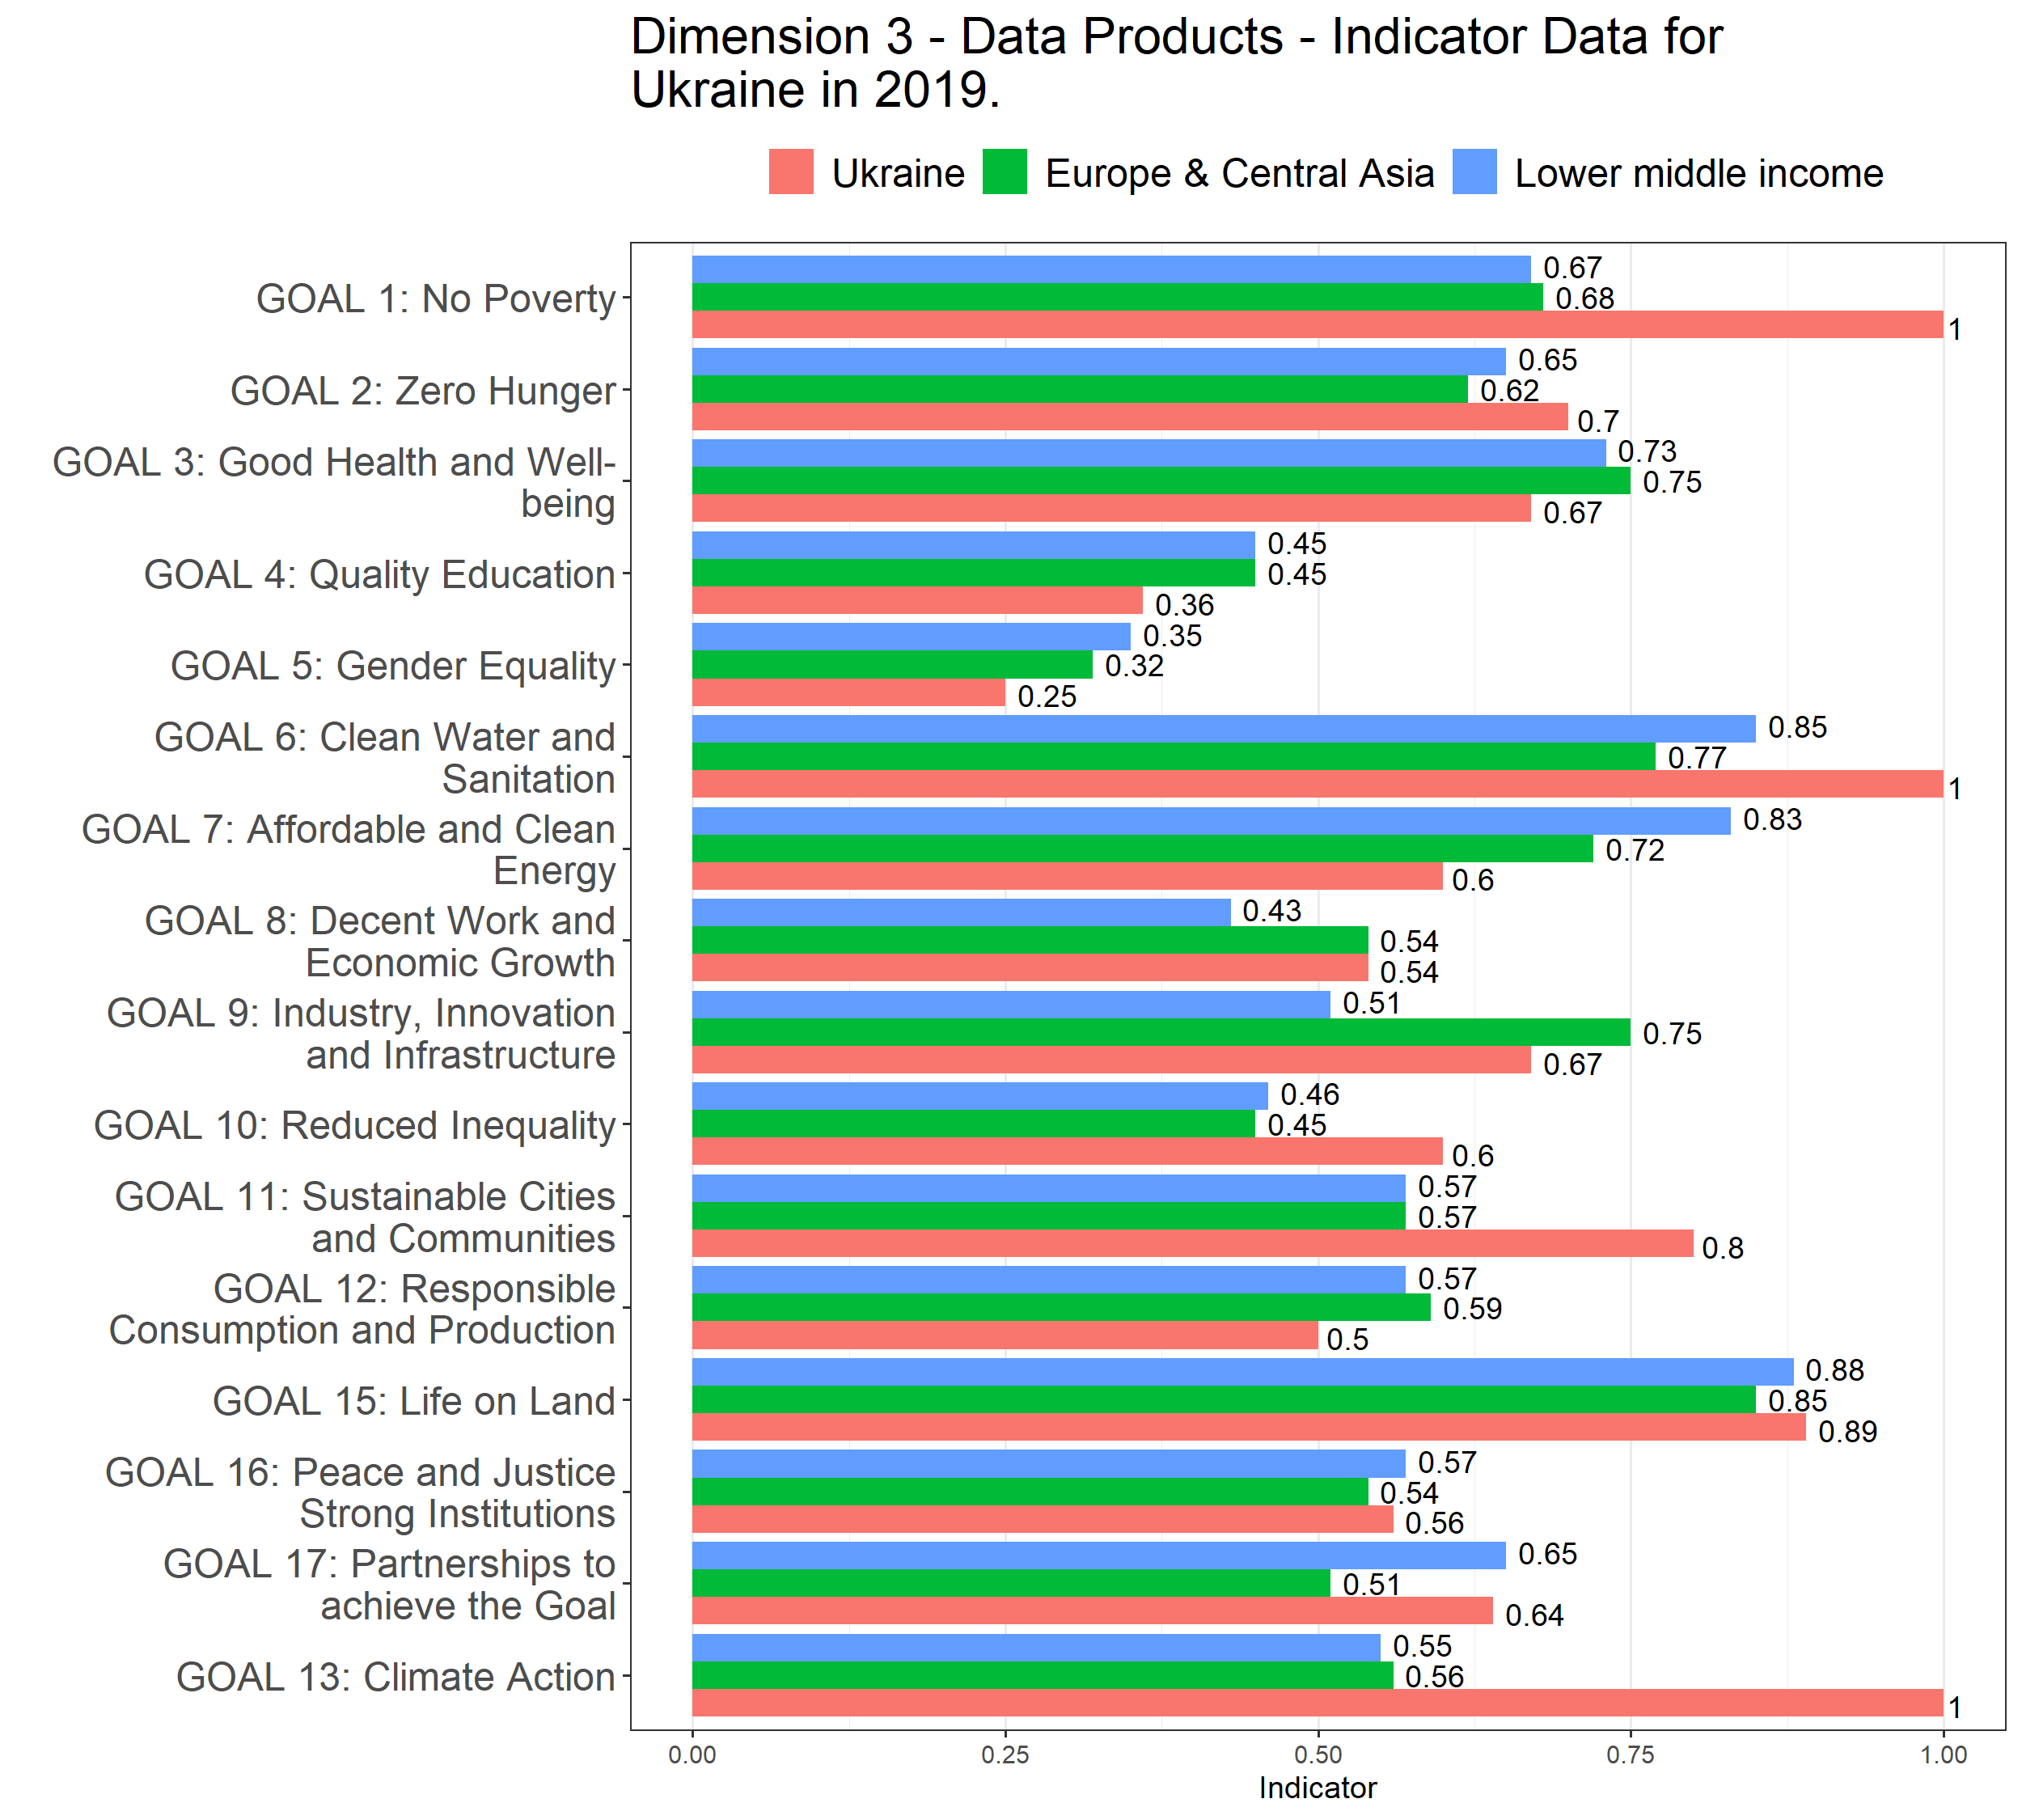 Dimension 3 - Data Products - Indicator Data for
Ukraine in 2019.
Ukraine Europe & Central Asia Lower middle income
GOAL 1: No Poverty
0.67
0.68
1
GOAL 2: Zero Hunger
0.65
0.62
0.7
GOAL 3: Good Health and Well-
being
0.73
0.75
0.67
GOAL 4: Quality Education
0.45
0.45
0.36
GOAL 5: Gender Equality
0.35
0.32
0.25
GOAL 6: Clean Water and
Sanitation
0.85
0.77
1
GOAL 7: Affordable and Clean
Energy
0.83
0.72
0.6
GOAL 8: Decent Work and
Economic Growth
0.43
0.54
0.54
GOAL 9: Industry, Innovation
and Infrastructure
0.51
0.75
0.67
GOAL 10: Reduced Inequality
0.46
0.45
0.6
GOAL 11: Sustainable Cities
and Communities
0.57
0.57
0.8
GOAL 12: Responsible
Consumption and Production
0.57
0.59
0.5
GOAL 15: Life on Land
0.88
0.85
0.89
GOAL 16: Peace and Justice
Strong Institutions
0.57
0.54
0.56
GOAL 17: Partnerships to
achieve the Goal
0.65
0.51
0.64
GOAL 13: Climate Action
0.55
0.56
1
0.00 0.25 0.50 0.75 1.00
Indicator